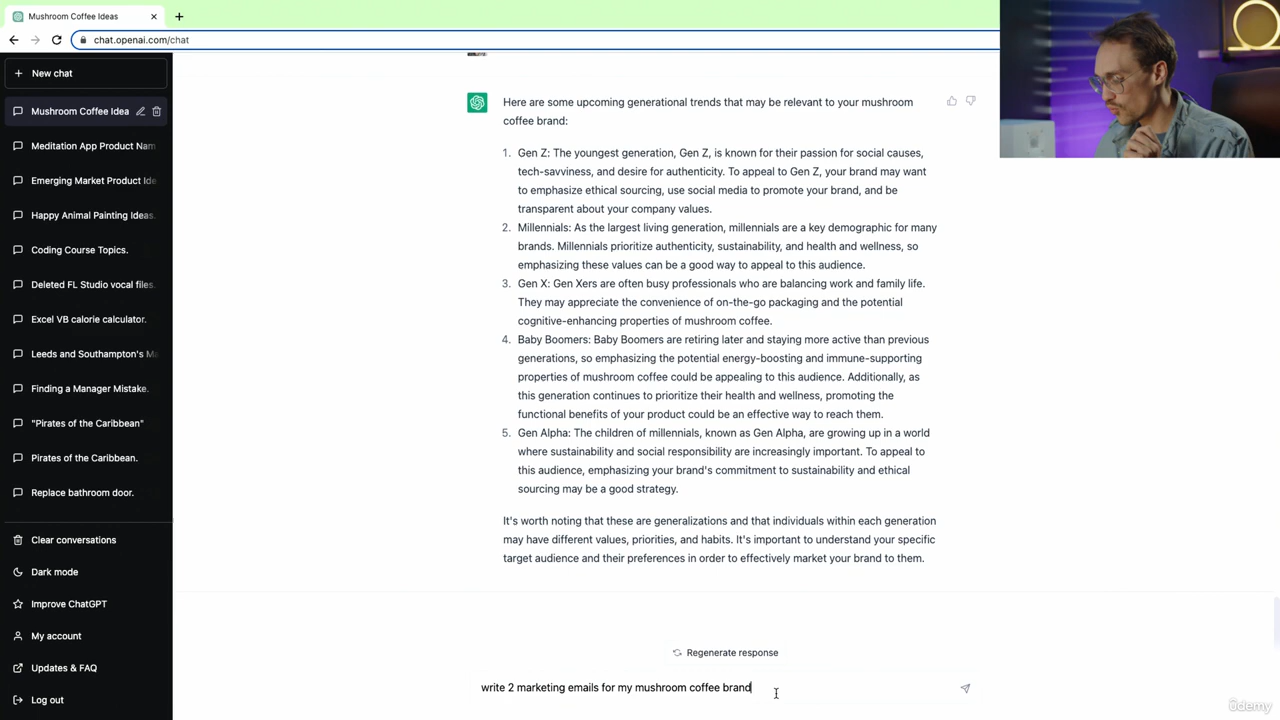 Mushroom Coffee Ideas
chat.openai.com/chat
New chat
Mushroom Coffee Idea
Meditation App Product Nam
Emerging Market Product Ide
Happy Animal Painting Ideas.
Coding Course Topics.
Deleted FL Studio vocal files.
Excel VB calorie calculator.
Leeds and Southampton's Ma
Finding a Manager Mistake.
"Pirates of the Caribbean"
Pirates of the Caribbean.
Replace bathroom door.
Clear conversations
Dark mode
Improve ChatGPT
My account
Updates & FAQ
Log out
Here are some upcoming generational trends that may be relevant to your mushroom
coffee brand:
1. Gen Z: The youngest generation, Gen Z, is known for their passion for social causes,
tech-savviness, and desire for authenticity. To appeal to Gen Z, your brand may want
to emphasize ethical sourcing, use social media to promote your brand, and be
transparent about your company values.
2. Millennials: As the largest living generation, millennials are a key demographic for many
brands. Millennials prioritize authenticity, sustainability, and health and wellness, so
emphasizing these values can be a good way to appeal to this audience.
3. Gen X: Gen Xers are often busy professionals who are balancing work and family life.
They may appreciate the convenience of on-the-go packaging and the potential
cognitive-enhancing properties of mushroom coffee.
4. Baby Boomers: Baby Boomers are retiring later and staying more active than previous
generations, so emphasizing the potential energy-boosting and immune-supporting
properties of mushroom coffee could be appealing to this audience. Additionally, as
this generation continues to prioritize their health and wellness, promoting the
functional benefits of your product could be an effective way to reach them.
5. Gen Alpha: The children of millennials, known as Gen Alpha, are growing up in a world
where sustainability and social responsibility are increasingly important. To appeal to
this audience, emphasizing your brand's commitment to sustainability and ethical
sourcing may be a good strategy.
It's worth noting that these are generalizations and that individuals within each generation
may have different values, priorities, and habits. It's important to understand your specific
target audience and their preferences in order to effectively market your brand to them.
Regenerate response
write 2 marketing emails for my mushroom coffee brand
ûdemy